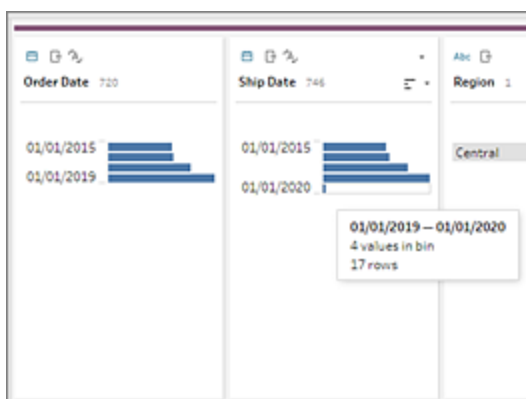 Order Date 720
01/01/2015
01/01/2019
Ship Date 746
01/01/2015
01/01/2020
01/01/2019 — 01/01/2020
4 values in bin
17 rows
Abc
Region 1
Central